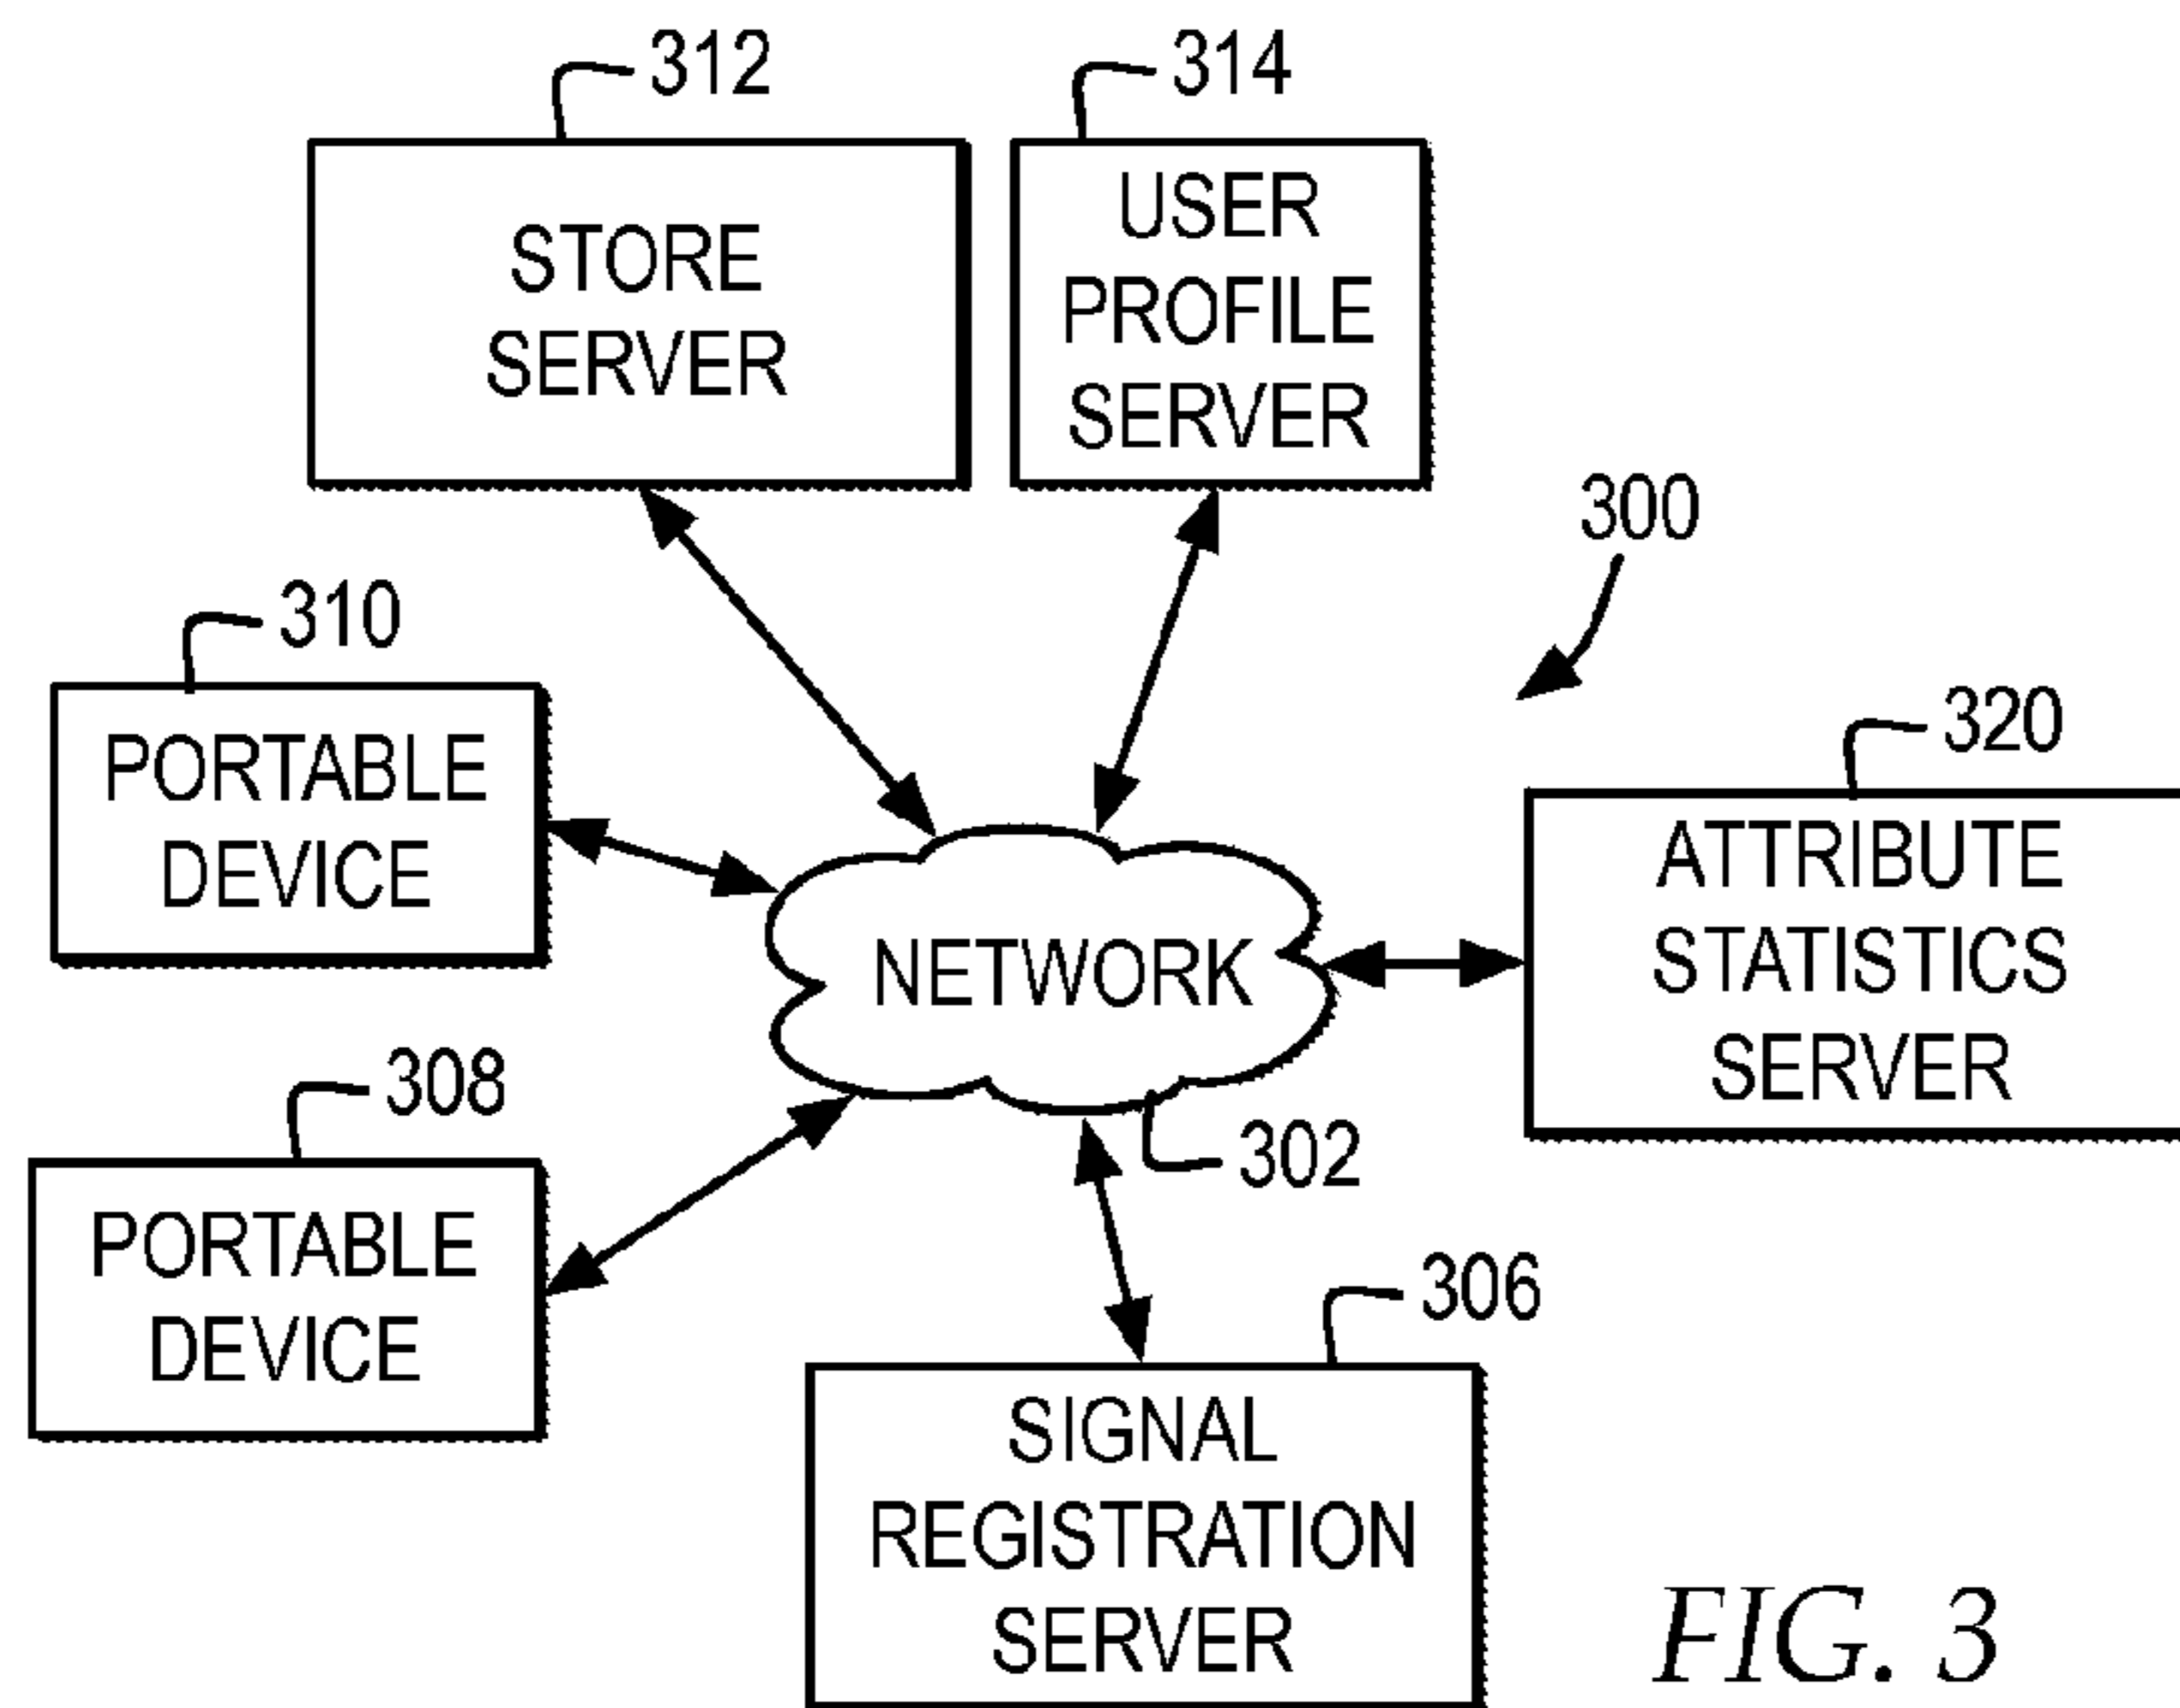 312
314
STORE
SERVER
USER
PROFILE
SERVER
300
310
PORTABLE
DEVICE
320
ATTRIBUTE
STATISTICS
SERVER
NETWORK
308
302
PORTABLE
DEVICE
306
SIGNAL
REGISTRATION
SERVER
FIG. 3